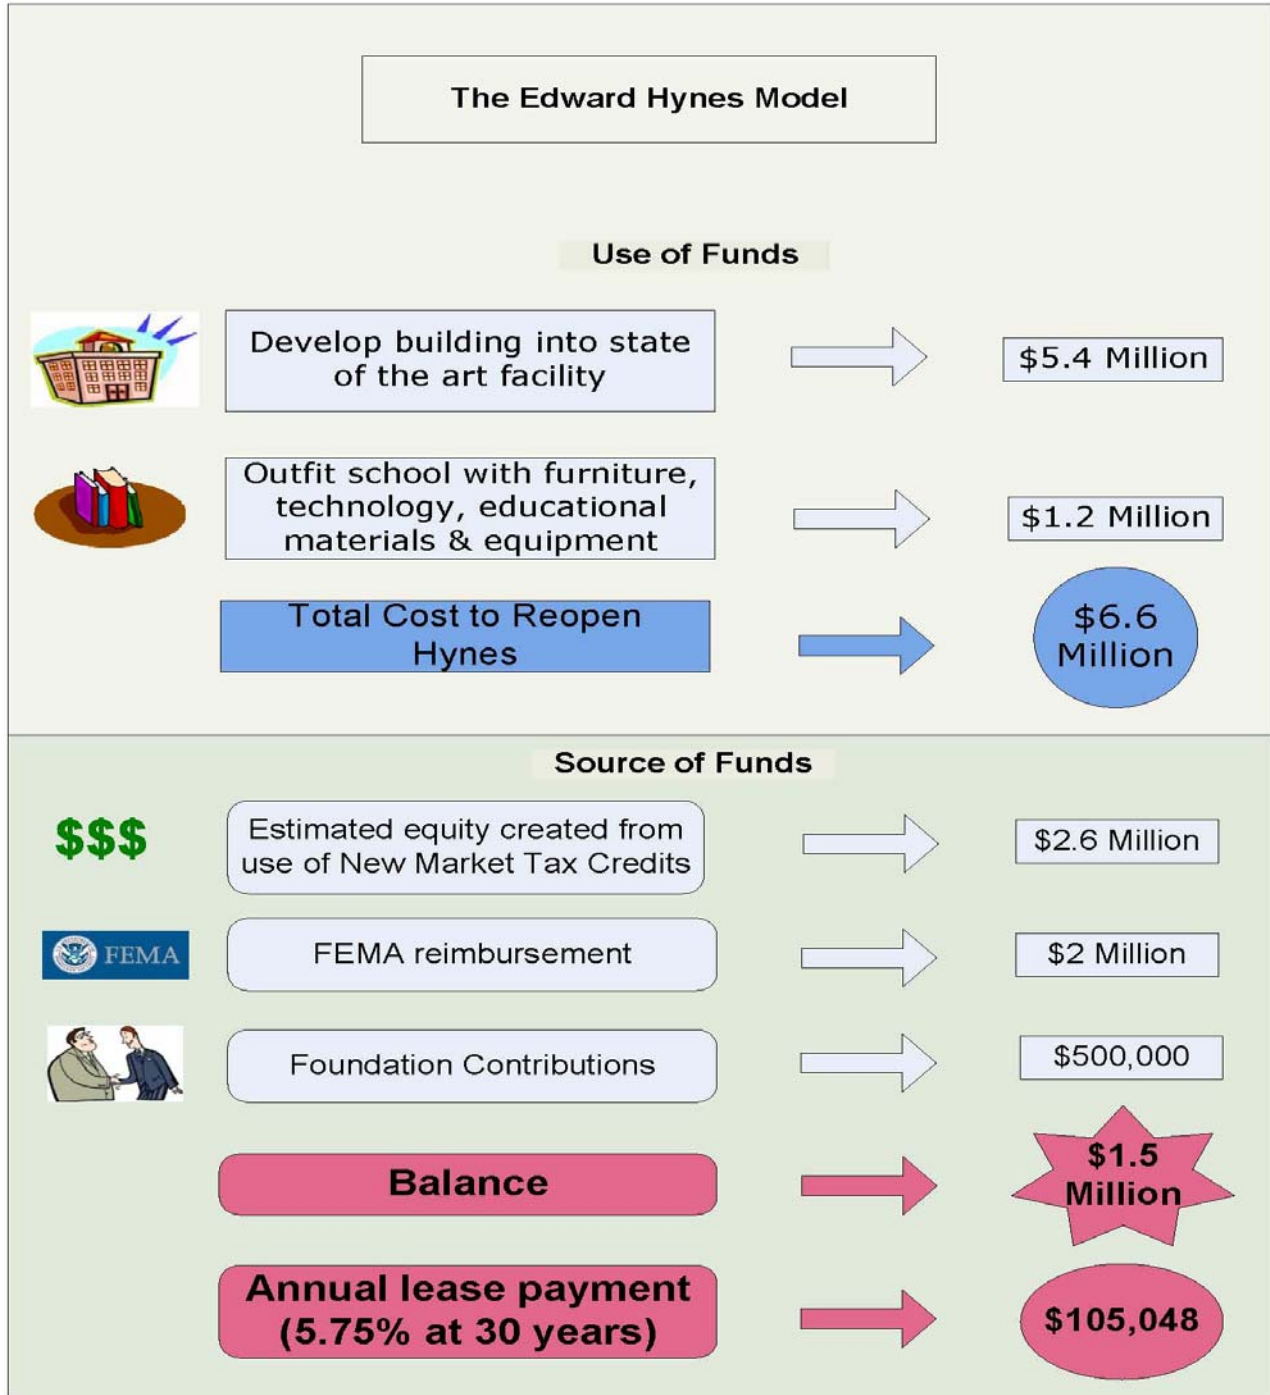 The Edward Hynes Model
Use of Funds
Develop building into state
of the art facility
$5.4 Million
Outfit school with furniture,
technology, educational
materials & equipment
$1.2 Million
Total Cost to Reopen
Hynes
$6.6
Million
Source of Funds
$$$
Estimated equity created from
use of New Market Tax Credits
$2.6 Million
FEMA
FEMA reimbursement
$2 Million
Foundation Contributions
$500,000
Balance
$1.5
Million
Annual lease payment
(5.75% at 30 years)
$105,048